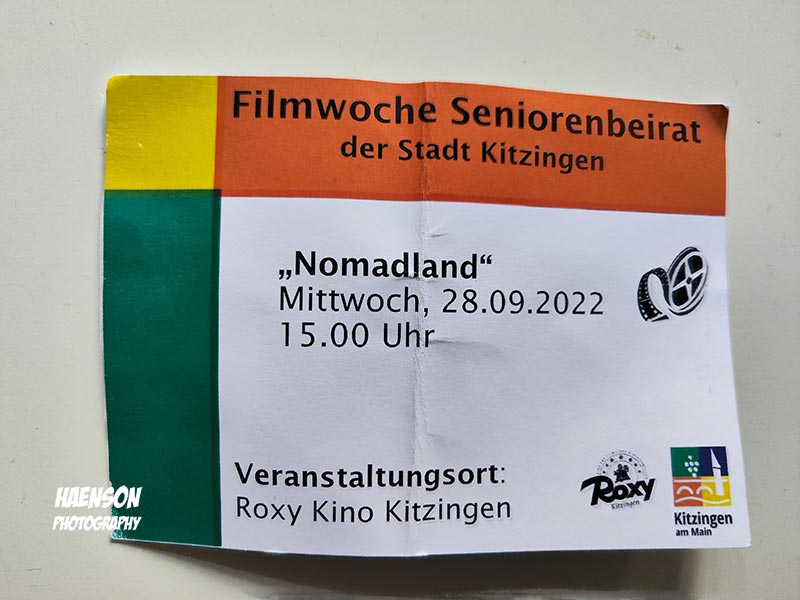 Filmwoche Seniorenbeirat
der Stadt Kitzingen
„Nomadland“
Mittwoch, 28.09.2022
15.00 Uhr
Veranstaltungsort:
Roxy Kino Kitzingen
Roxy
Kitzingen
Kitzingen
am Main
HAENSON
PHOTOGRAPHY